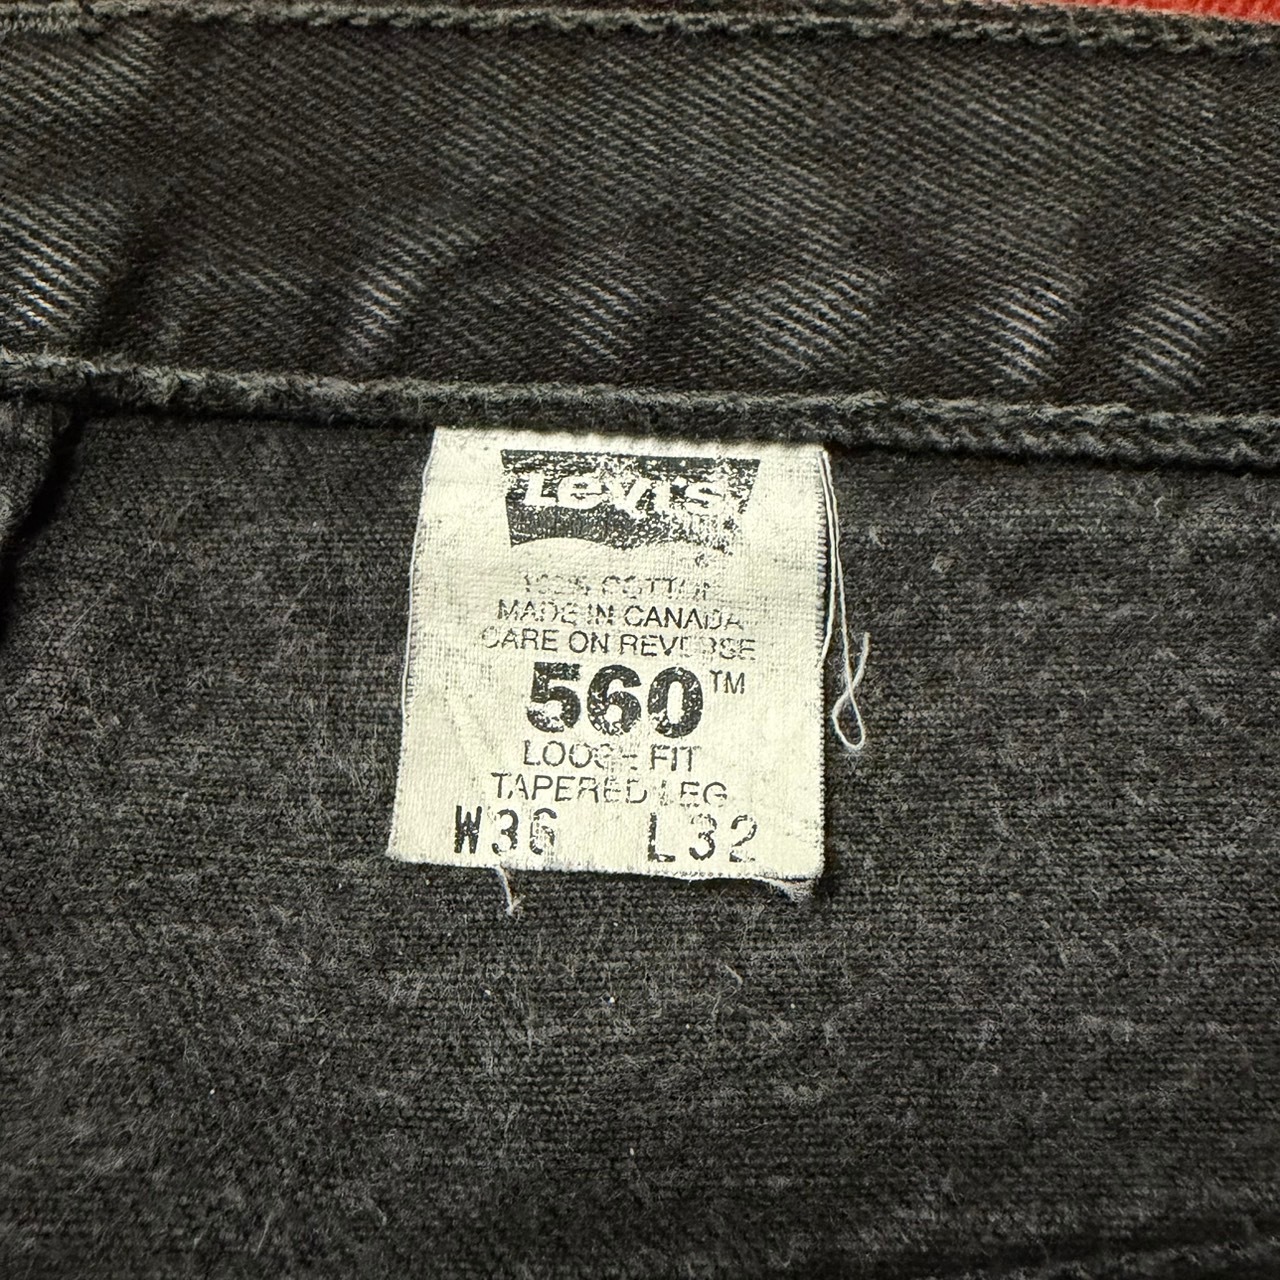 Levi's
®
100% COTTON
MADE IN CANADA
CARE ON REVERSE
560™
LOOSE FIT
TAPERED LEG
W36 L32